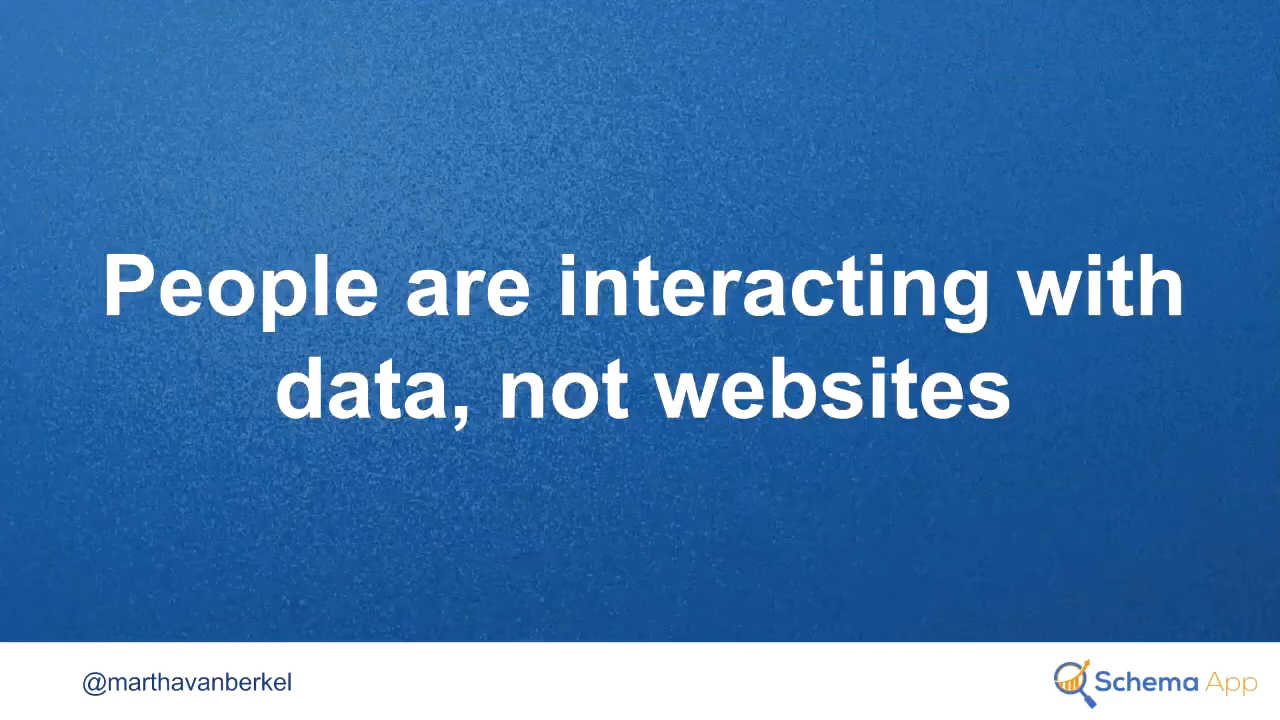 People are interacting with
data, not websites
@marthavanberkel
Schema App